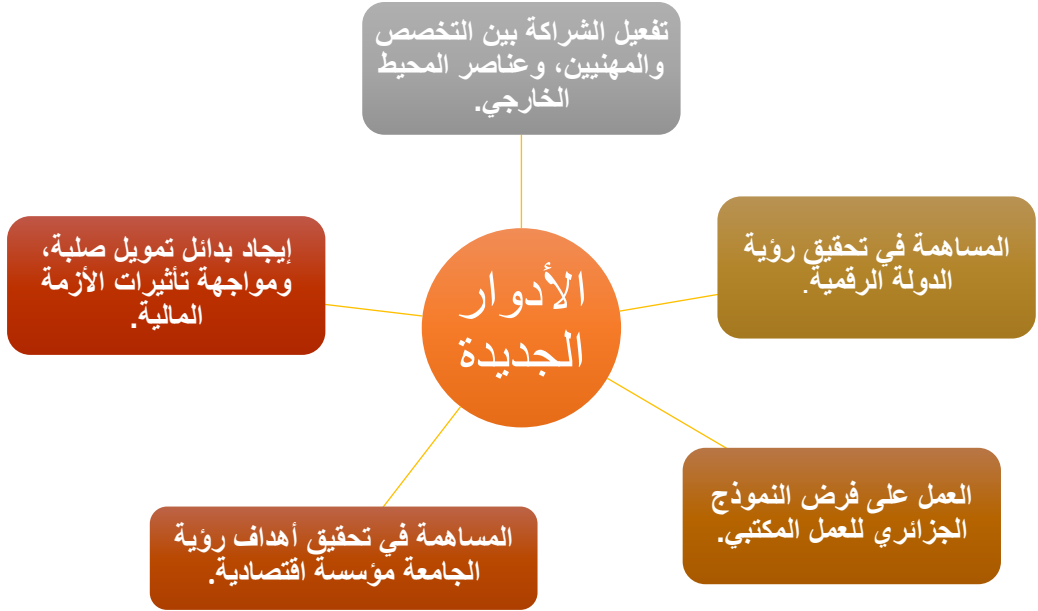 تفعيل الشراكة بين التخصص
والمهنيين، وعناصر المحيط
الخارجي.
المساهمة في تحقيق رؤية
الدولة الرقمية.
إيجاد بدائل تمويل صلبة،
ومواجهة تأثيرات الأزمة
المالية.
الأدوار
الجديدة
العمل على فرض النموذج
الجزائري للعمل المكتبي.
المساهمة في تحقيق أهداف رؤية
الجامعة مؤسسة اقتصادية.